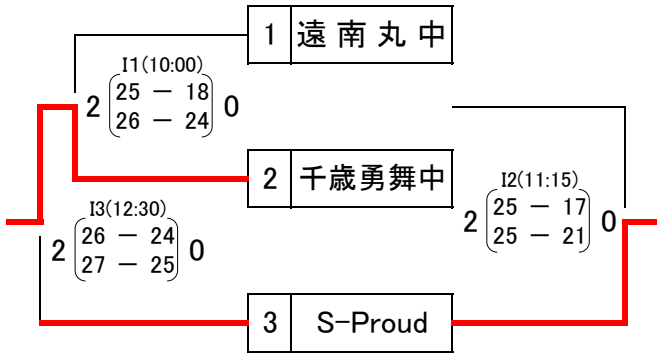 1 遠南丸中
I1(10:00)
2 25 － 18 0
26 － 24
2 千歳勇舞中
I2(11:15)
2 25 － 17 0
25 － 21
I3(12:30)
2 26 － 24 0
27 － 25
3 S-Proud